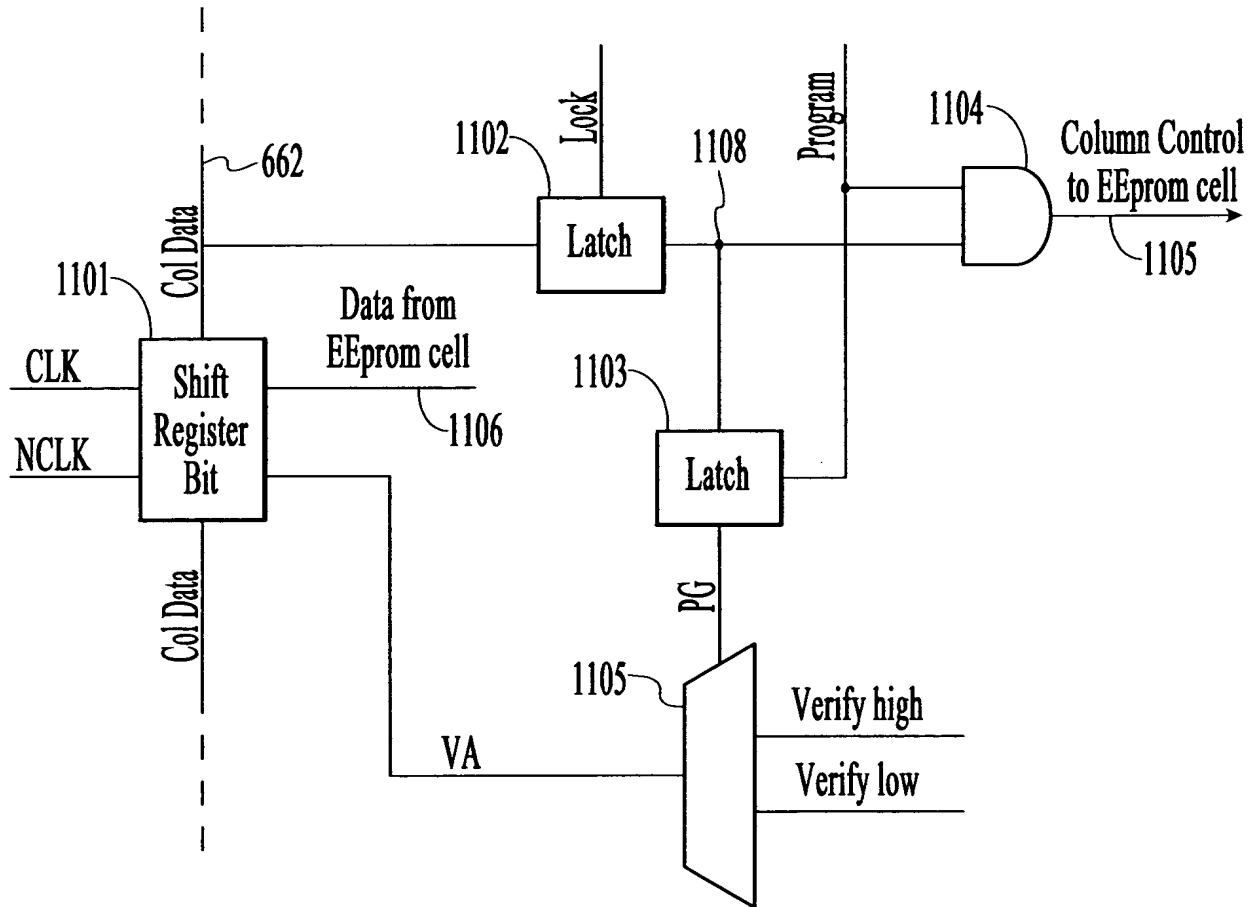 Lock
Program
1104
1102
1108
Column Control
to EEprom cell
662
Latch
Col Data
1105
1101
Data from
EEprom cell
CLK
Shift
Register
Bit
1103
1106
NCLK
Latch
Col Data
PG
1105
Verify high
VA
Verify low